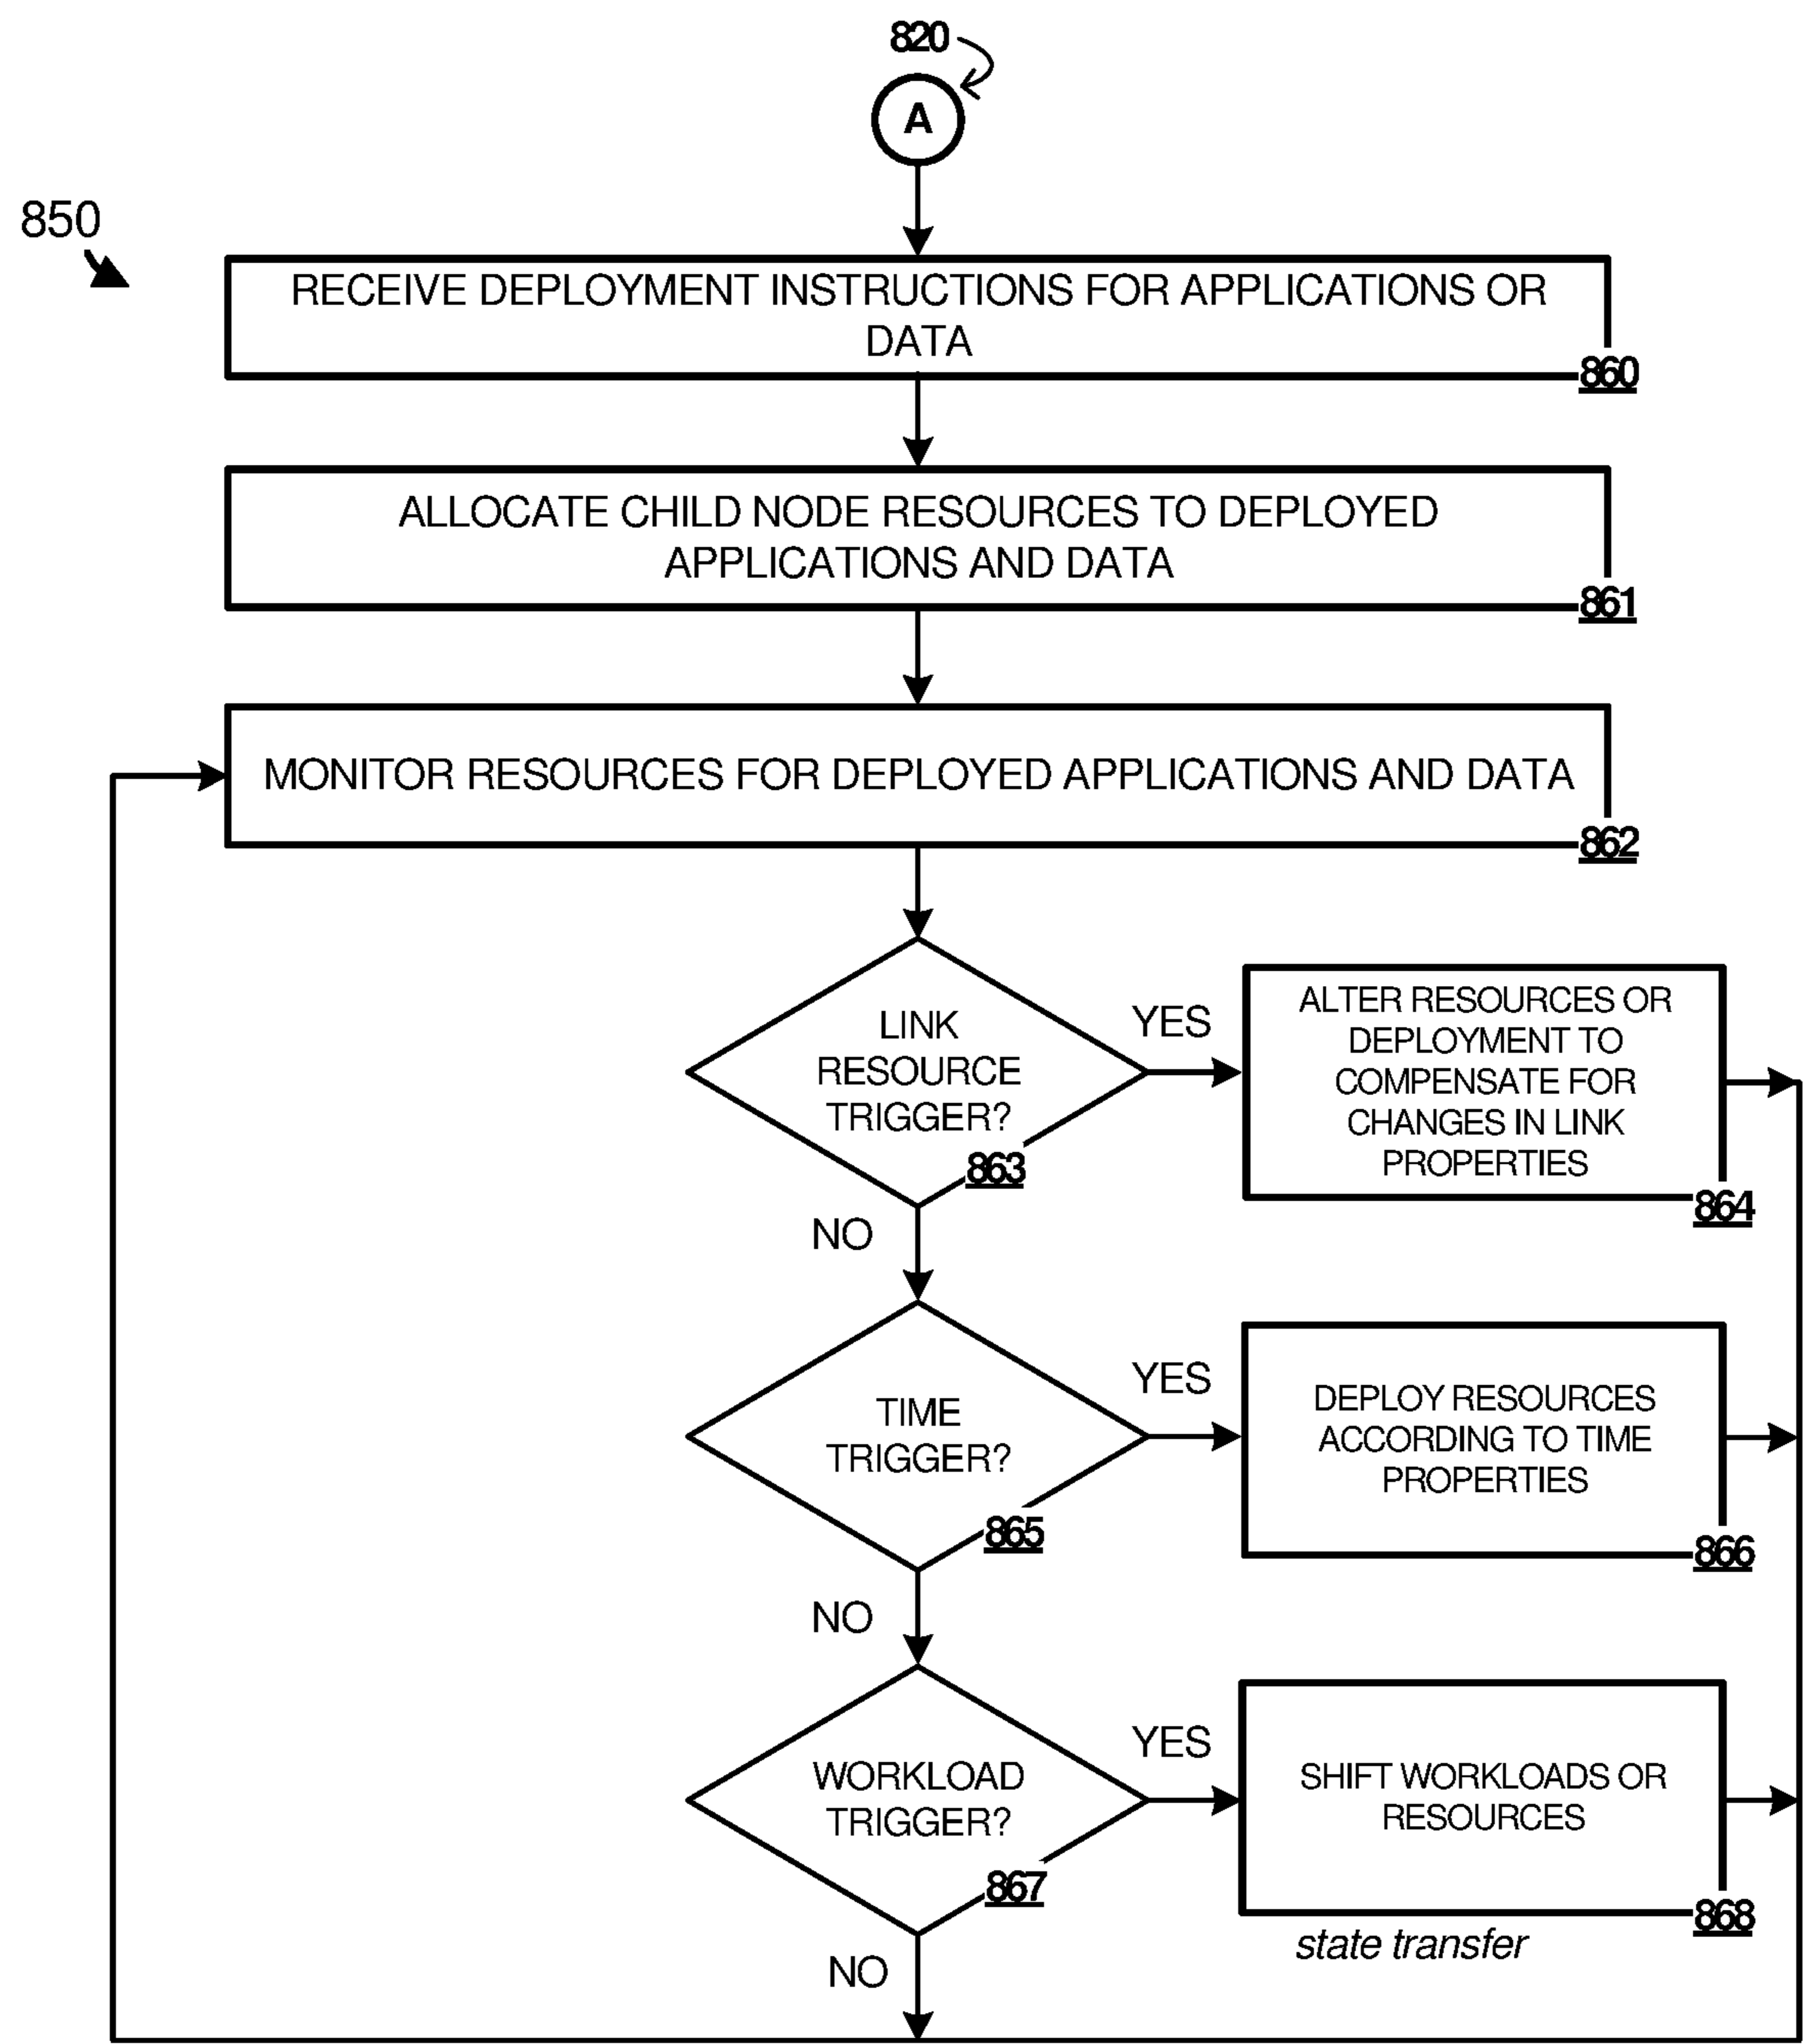 820
A
850
RECEIVE DEPLOYMENT INSTRUCTIONS FOR APPLICATIONS OR
DATA
860
ALLOCATE CHILD NODE RESOURCES TO DEPLOYED
APPLICATIONS AND DATA
861
MONITOR RESOURCES FOR DEPLOYED APPLICATIONS AND DATA
862
LINK
RESOURCE
TRIGGER?
863
YES
ALTER RESOURCES OR
DEPLOYMENT TO
COMPENSATE FOR
CHANGES IN LINK
PROPERTIES
864
NO
TIME
TRIGGER?
865
YES
DEPLOY RESOURCES
ACCORDING TO TIME
PROPERTIES
866
NO
WORKLOAD
TRIGGER?
867
YES
SHIFT WORKLOADS OR
RESOURCES
868
state transfer
NO